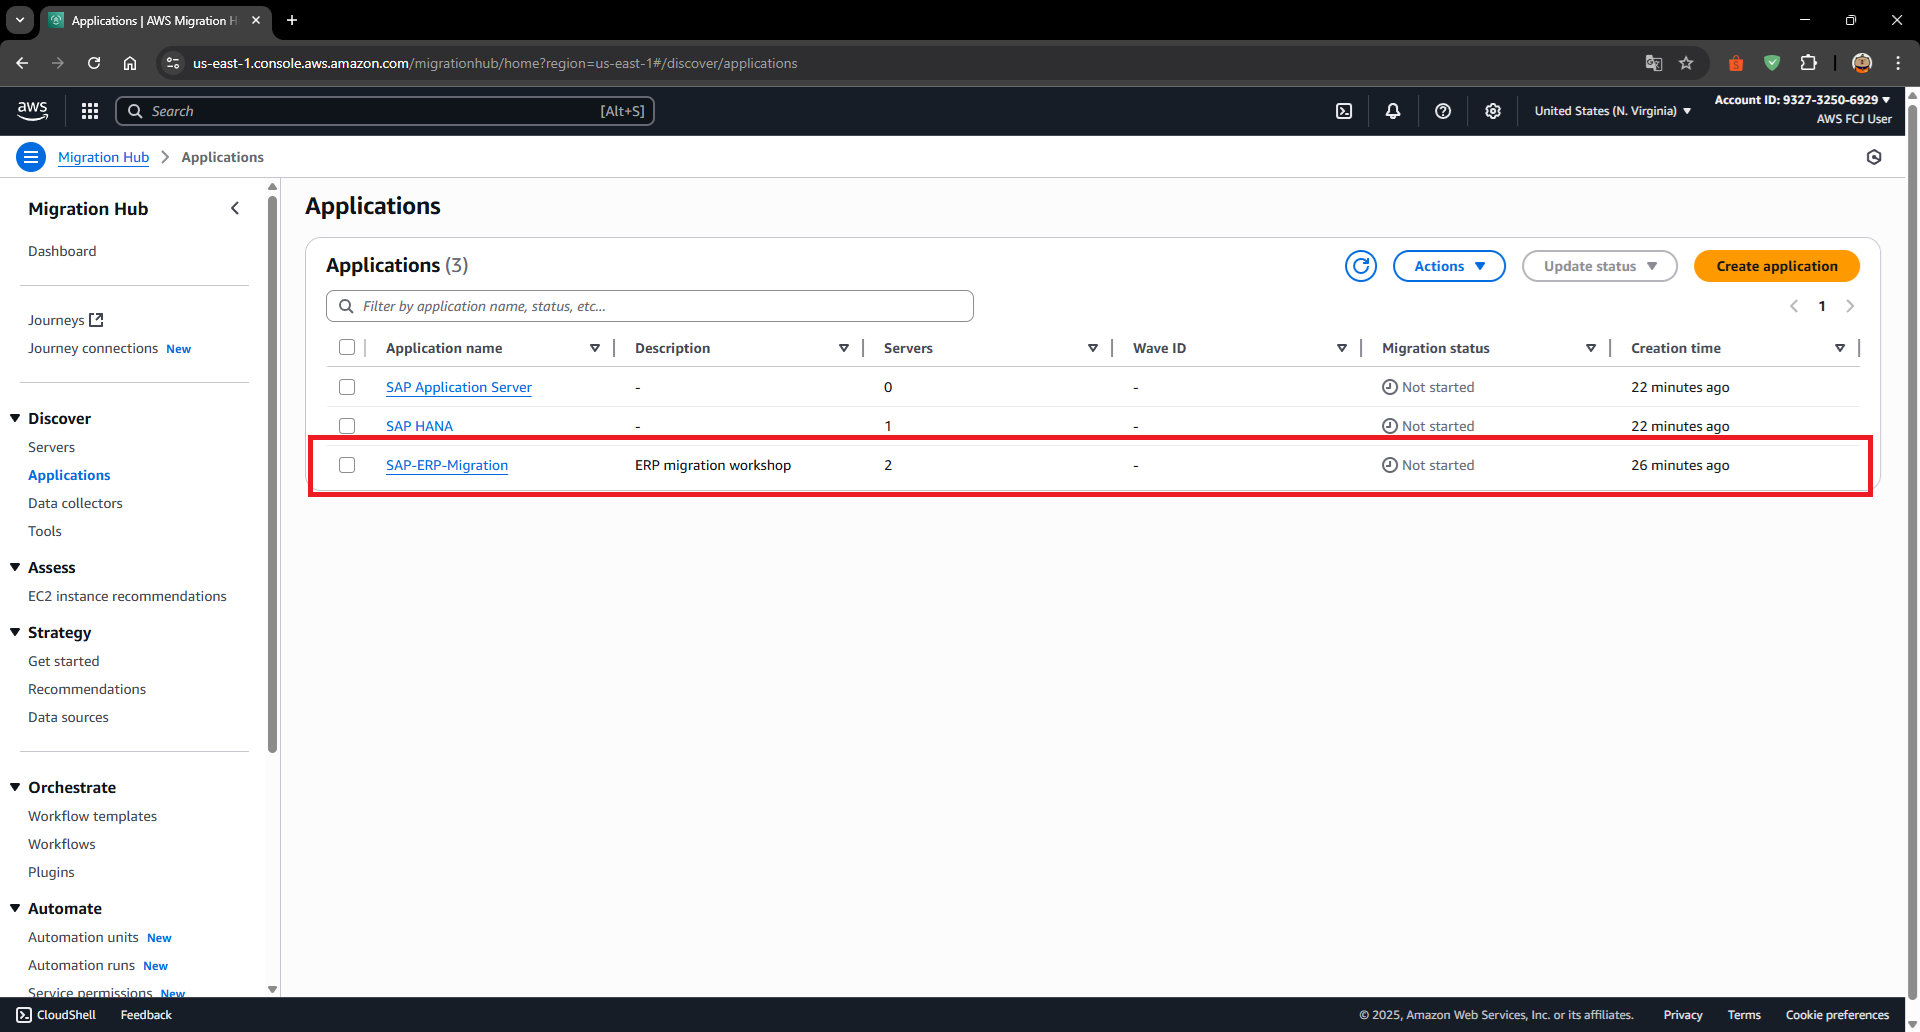 Applications | AWS Migration H
us-east-1.console.aws.amazon.com/migrationhub/home?region=us-east-1#/discover/applications
aws
Search [Alt+S]
United States (N. Virginia)
Account ID: 9327-3250-6929
AWS FCJ User
Migration Hub > Applications
Migration Hub
Dashboard
Journeys
Journey connections New
Discover
Servers
Applications
Data collectors
Tools
Assess
EC2 instance recommendations
Strategy
Get started
Recommendations
Data sources
Orchestrate
Workflow templates
Workflows
Plugins
Automate
Automation units New
Automation runs New
Service permissions New
Applications
Applications (3)
Actions
Update status
Create application
Filter by application name, status, etc...
1
Application name Description Servers Wave ID Migration status Creation time
SAP Application Server - 0 - Not started 22 minutes ago
SAP HANA - 1 - Not started 22 minutes ago
SAP-ERP-Migration ERP migration workshop 2 - Not started 26 minutes ago
CloudShell Feedback © 2025, Amazon Web Services, Inc. or its affiliates. Privacy Terms Cookie preferences